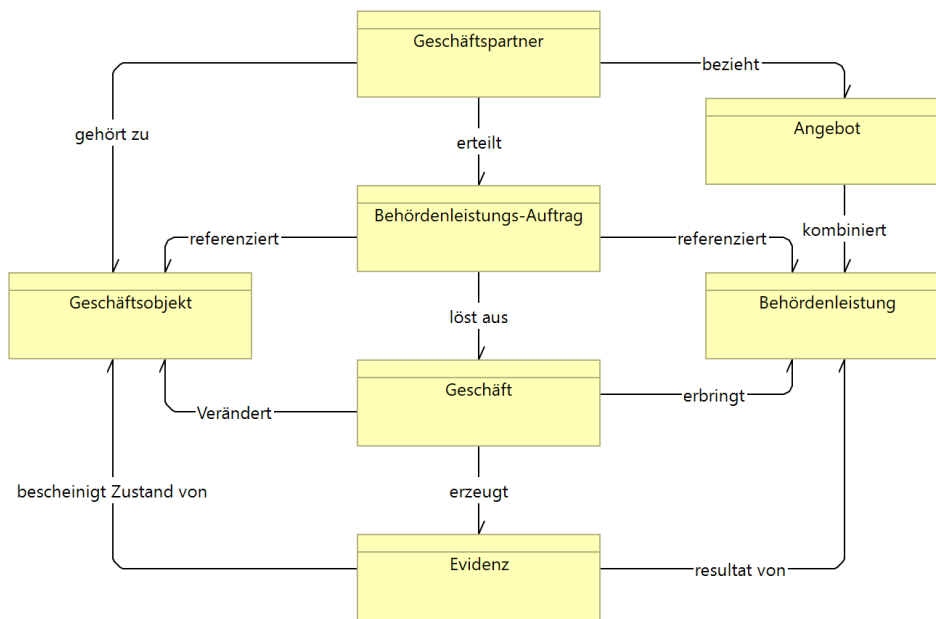 Geschäftspartner
bezieht
gehört zu
erteilt
Angebot
Behördenleistungs-Auftrag
referenziert
referenziert
kombiniert
Geschäftsobjekt
löst aus
Behördenleistung
Geschäft
Verändert
erbringt
bescheinigt Zustand von
erzeugt
Evidenz
resultat von